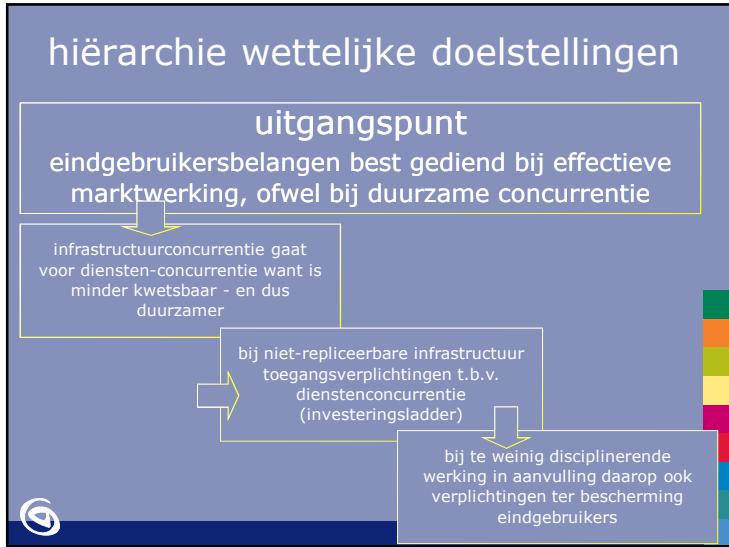 hiërarchie wettelijke doelstellingen
uitgangspunt
eindgebruikersbelangen best gediend bij effectieve
marktwerking, ofwel bij duurzame concurrentie
infrastructuurconcurrentie gaat
voor diensten-concurrentie want is
minder kwetsbaar - en dus
duurzamer
bij niet-repliceerbare infrastructuur
toegangsverplichtingen t.b.v.
dienstenconcurrentie
(investeringsladder)
bij te weinig disciplinerende
werking in aanvulling daarop ook
verplichtingen ter bescherming
eindgebruikers